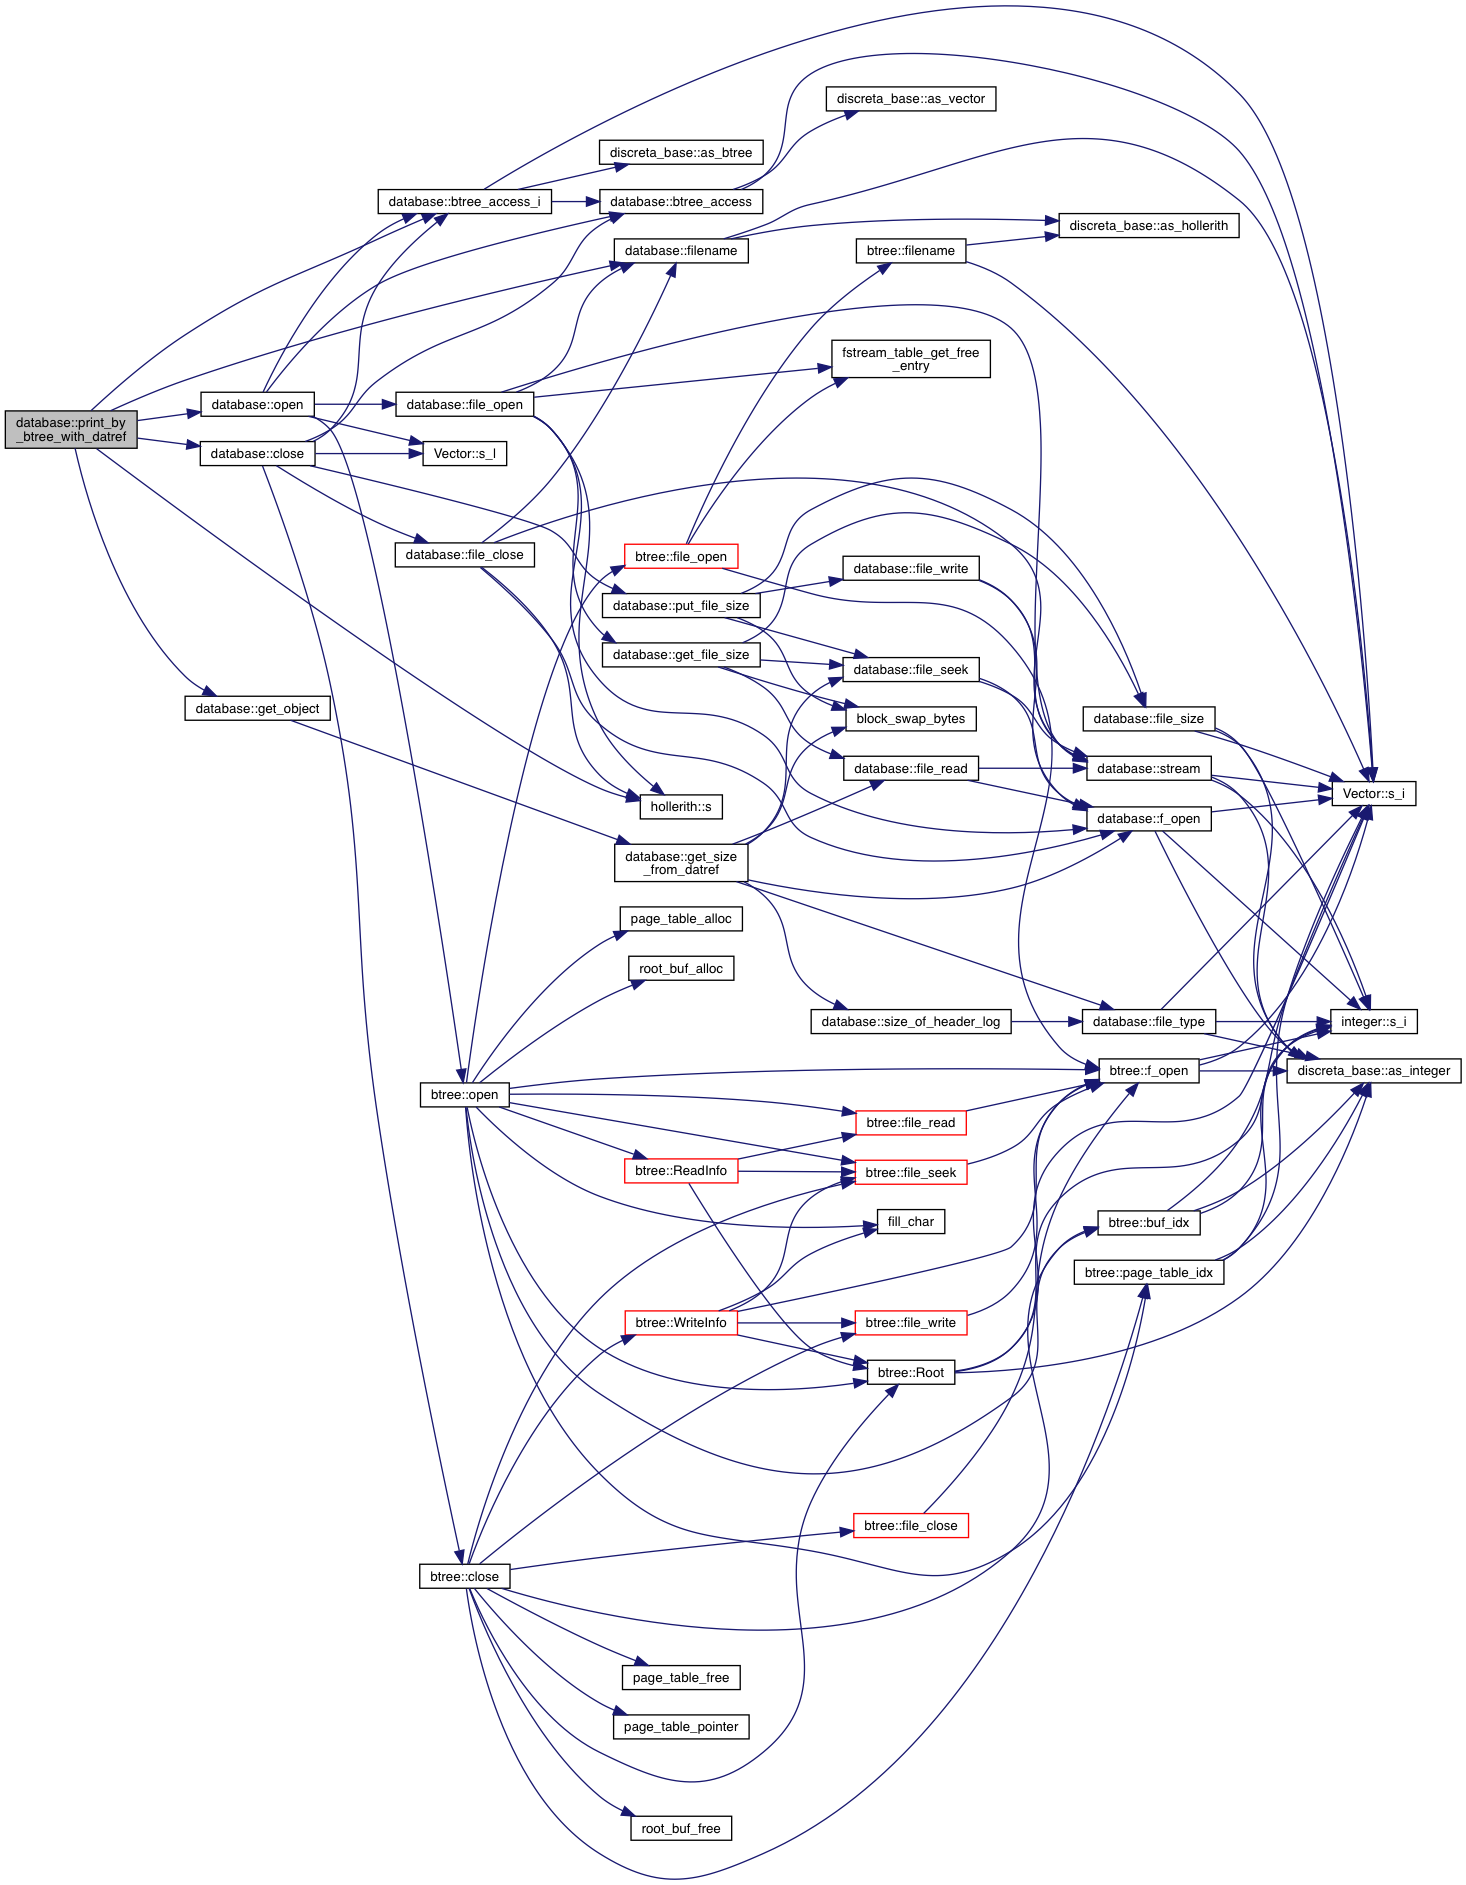 discreta_base::as_vector
discreta_base::as_btree
database::btree_access_i
database::btree_access
discreta_base::as_hollerith
database::filename
btree::filename
fstream_table_get_free
_entry
database::open
database::file_open
database::print_by
_btree_with_datref
database::close
Vector::s_l
database::file_close
btree::file_open
database::file_write
database::put_file_size
database::get_file_size
database::file_seek
database::get_object
block_swap_bytes
database::file_size
database::file_read
database::stream
Vector::s_i
hollerith::s
database::f_open
database::get_size
_from_datref
page_table_alloc
root_buf_alloc
database::size_of_header_log
database::file_type
integer::s_i
btree::f_open
discreta_base::as_integer
btree::open
btree::file_read
btree::ReadInfo
btree::file_seek
fill_char
btree::buf_idx
btree::page_table_idx
btree::WriteInfo
btree::file_write
btree::Root
btree::file_close
btree::close
page_table_free
page_table_pointer
root_buf_free